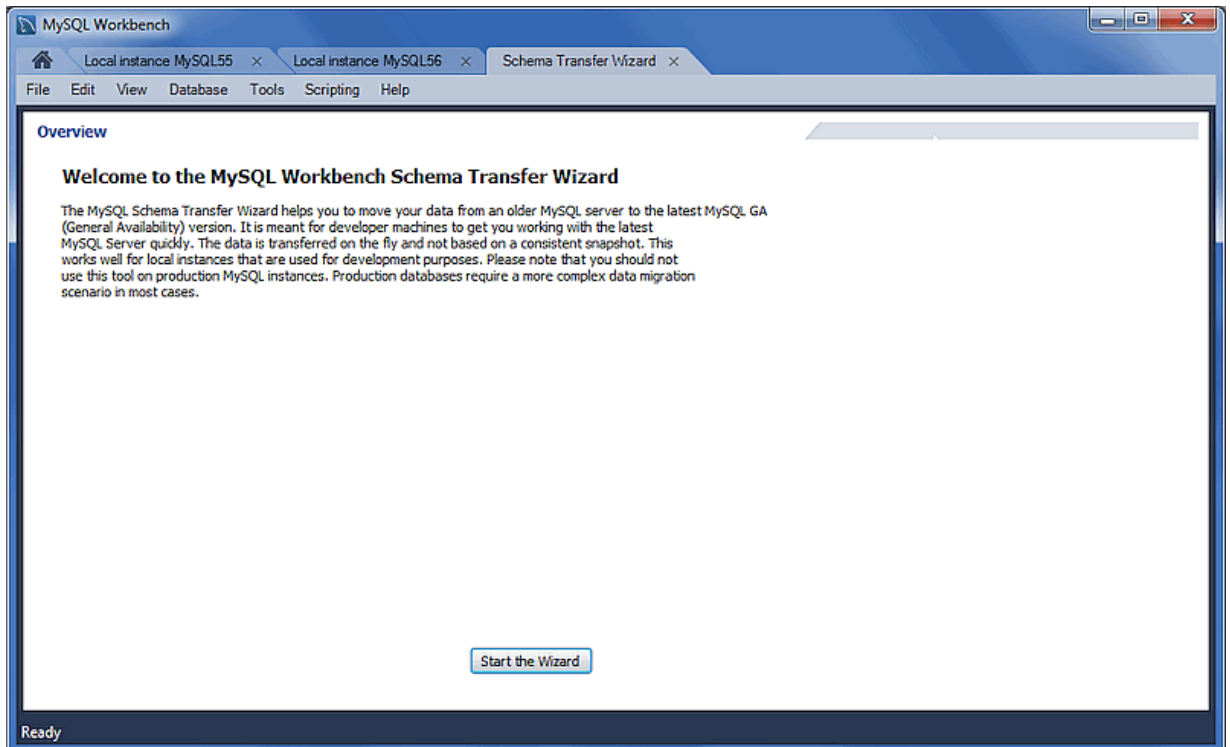 MySQL Workbench
Local instance MySQL55 Local instance MySQL56 Schema Transfer Wizard
File Edit View Database Tools Scripting Help
Overview
Welcome to the MySQL Workbench Schema Transfer Wizard
The MySQL Schema Transfer Wizard helps you to move your data from an older MySQL server to the latest MySQL GA
(General Availability) version. It is meant for developer machines to get you working with the latest
MySQL Server quickly. The data is transferred on the fly and not based on a consistent snapshot. This
works well for local instances that are used for development purposes. Please note that you should not
use this tool on production MySQL instances. Production databases require a more complex data migration
scenario in most cases.
Start the Wizard
Ready